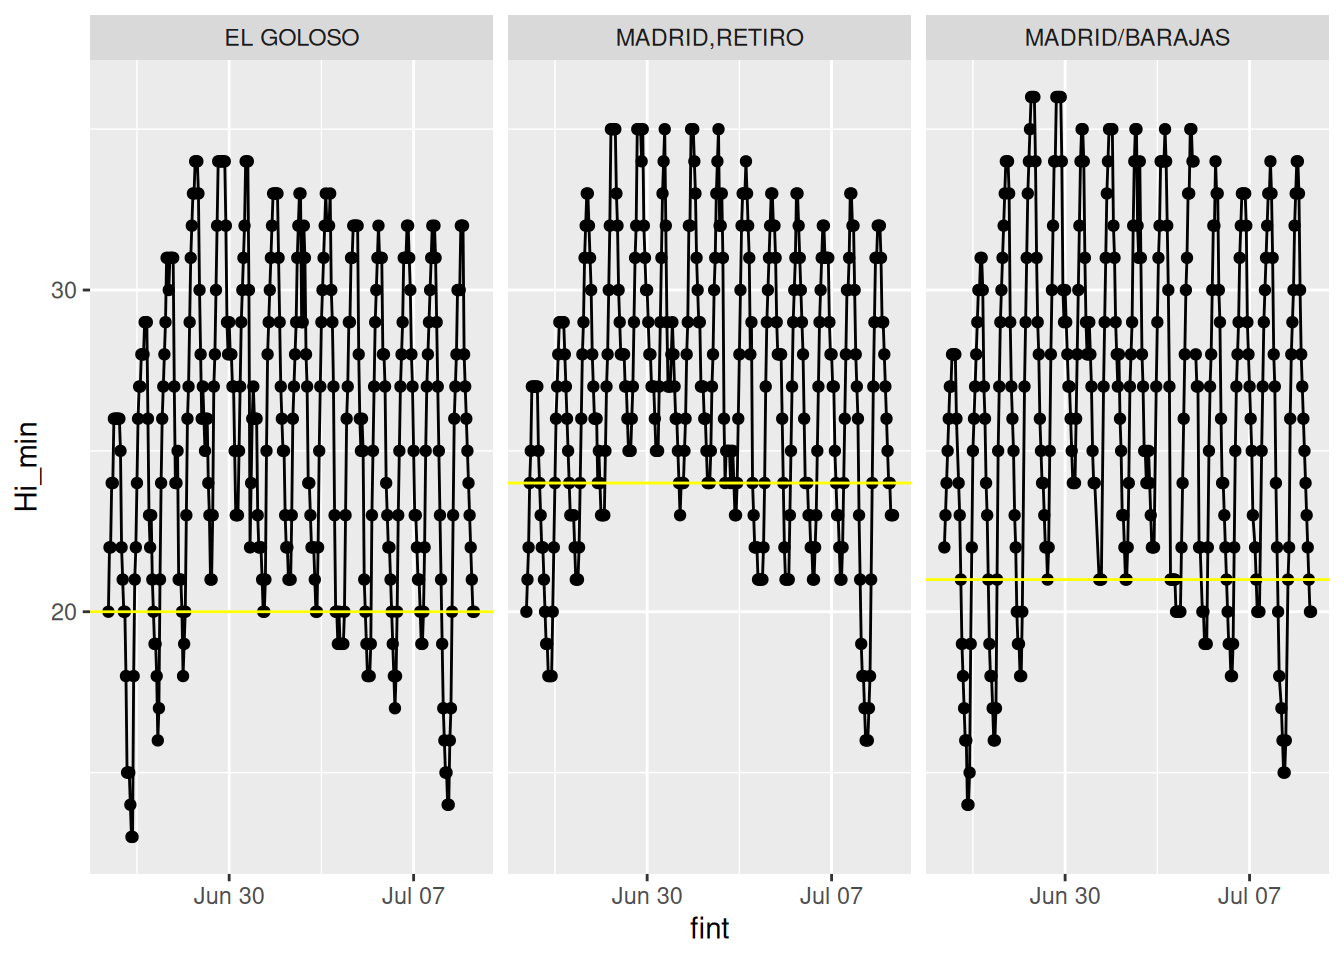 EL GOLOSO
MADRID,RETIRO
MADRID/BARAJAS
Hi_min
30
20
Jun 30
Jul 07
Jun 30
Jul 07
Jun 30
Jul 07
fint